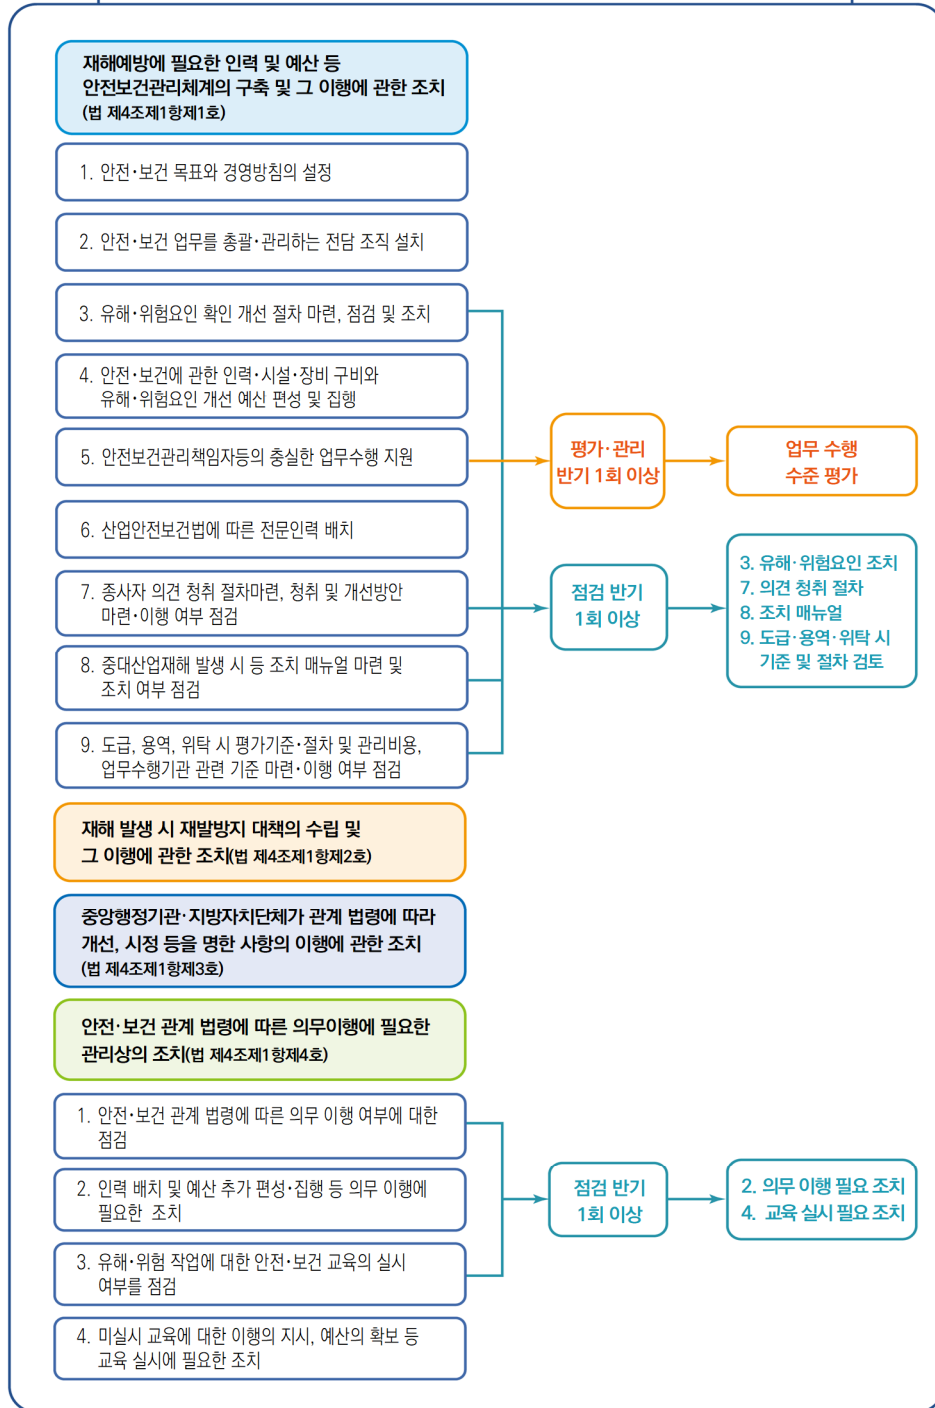 재해예방에 필요한 인력 및 예산 등
안전보건관리체계의 구축 및 그 이행에 관한 조치
(법 제4조제1항제1호)
1. 안전·보건 목표와 경영방침의 설정
2. 안전·보건 업무를 총괄·관리하는 전담 조직 설치
3. 유해·위험요인 확인 개선 절차 마련, 점검 및 조치
4. 안전·보건에 관한 인력·시설·장비 구비와
유해·위험요인 개선 예산 편성 및 집행
5. 안전보건관리책임자등의 충실한 업무수행 지원
6. 산업안전보건법에 따른 전문인력 배치
7. 종사자 의견 청취 절차마련, 청취 및 개선방안
마련·이행 여부 점검
8. 중대산업재해 발생 시 등 조치 매뉴얼 마련 및
조치 여부 점검
9. 도급, 용역, 위탁 시 평가기준·절차 및 관리비용,
업무수행기관 관련 기준 마련·이행 여부 점검
평가·관리
반기 1회 이상
업무 수행
수준 평가
점검 반기
1회 이상
3. 유해·위험요인 조치
7. 의견 청취 절차
8. 조치 매뉴얼
9. 도급·용역·위탁 시
기준 및 절차 검토
재해 발생 시 재발방지 대책의 수립 및
그 이행에 관한 조치(법 제4조제1항제2호)
중앙행정기관·지방자치단체가 관계 법령에 따라
개선, 시정 등을 명한 사항의 이행에 관한 조치
(법 제4조제1항제3호)
안전·보건 관계 법령에 따른 의무이행에 필요한
관리상의 조치(법 제4조제1항제4호)
1. 안전·보건 관계 법령에 따른 의무 이행 여부에 대한
점검
2. 인력 배치 및 예산 추가 편성·집행 등 의무 이행에
필요한 조치
3. 유해·위험 작업에 대한 안전·보건 교육의 실시
여부를 점검
4. 미실시 교육에 대한 이행의 지시, 예산의 확보 등
교육 실시에 필요한 조치
점검 반기
1회 이상
2. 의무 이행 필요 조치
4. 교육 실시 필요 조치